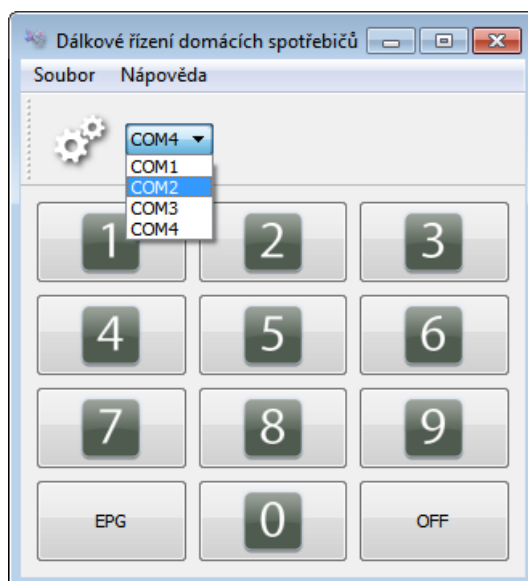 Dálkové řízení domácích spotřebičů
Soubor Nápověda
COM4
COM1
COM2
COM3
COM4
1 2 3
4 5 6
7 8 9
EPG 0 OFF